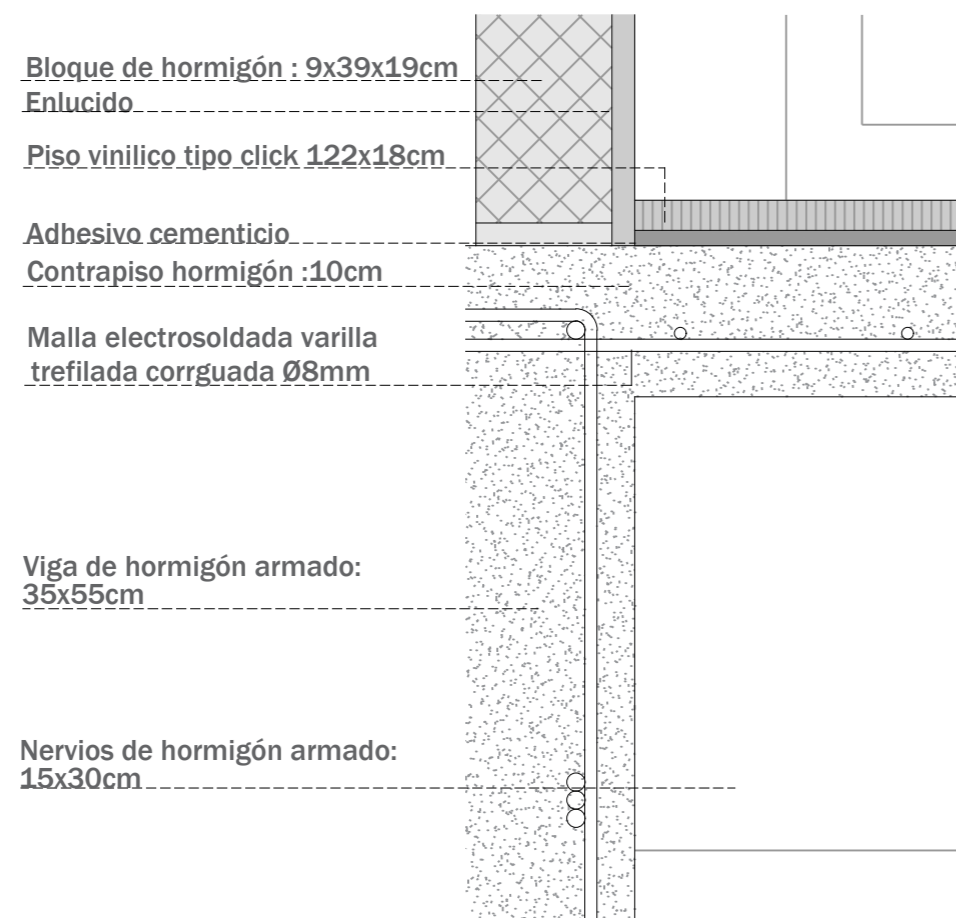 Bloque de hormigón : 9x39x19cm
Enlucido
Piso vinilico tipo click 122x18cm
Adhesivo cementicio
Contrapiso hormigón :10cm
Malla electrosoldada varilla
trefilada corrguada Ø8mm
Viga de hormigón armado:
35x55cm
Nervios de hormigón armado:
15x30cm